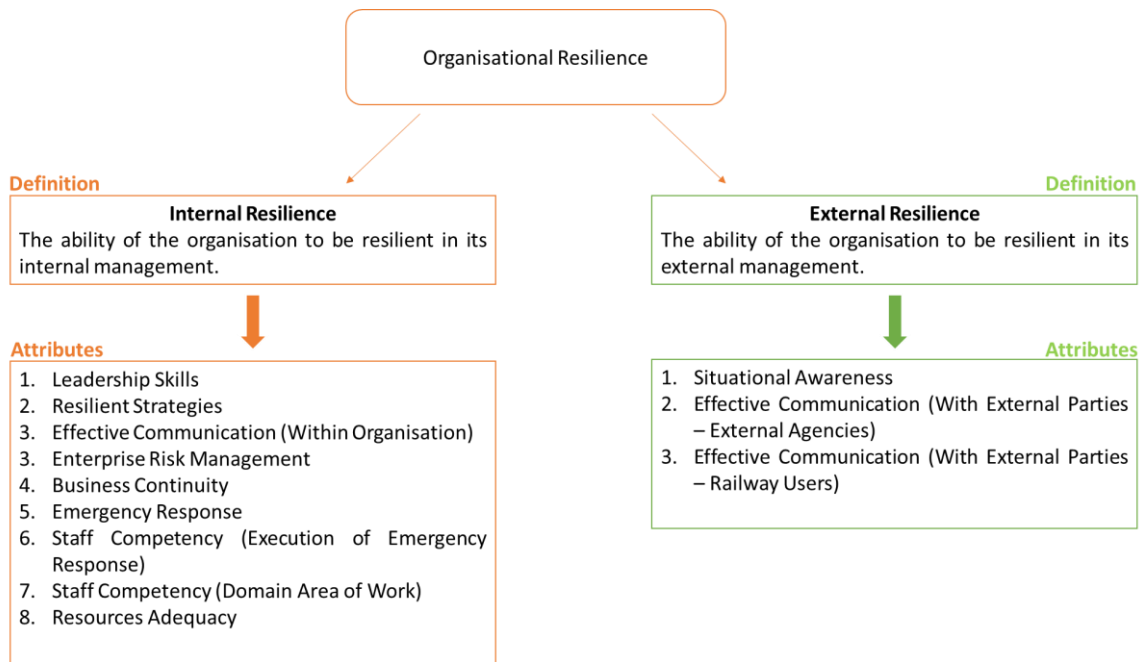 Organisational Resilience
Definition
Internal Resilience
The ability of the organisation to be resilient in its
internal management.
Attributes
1. Leadership Skills
2. Resilient Strategies
3. Effective Communication (Within Organisation)
3. Enterprise Risk Management
4. Business Continuity
5. Emergency Response
6. Staff Competency (Execution of Emergency
Response)
7. Staff Competency (Domain Area of Work)
8. Resources Adequacy
Definition
External Resilience
The ability of the organisation to be resilient in its
external management.
Attributes
1. Situational Awareness
2. Effective Communication (With External Parties
– External Agencies)
3. Effective Communication (With External Parties
– Railway Users)